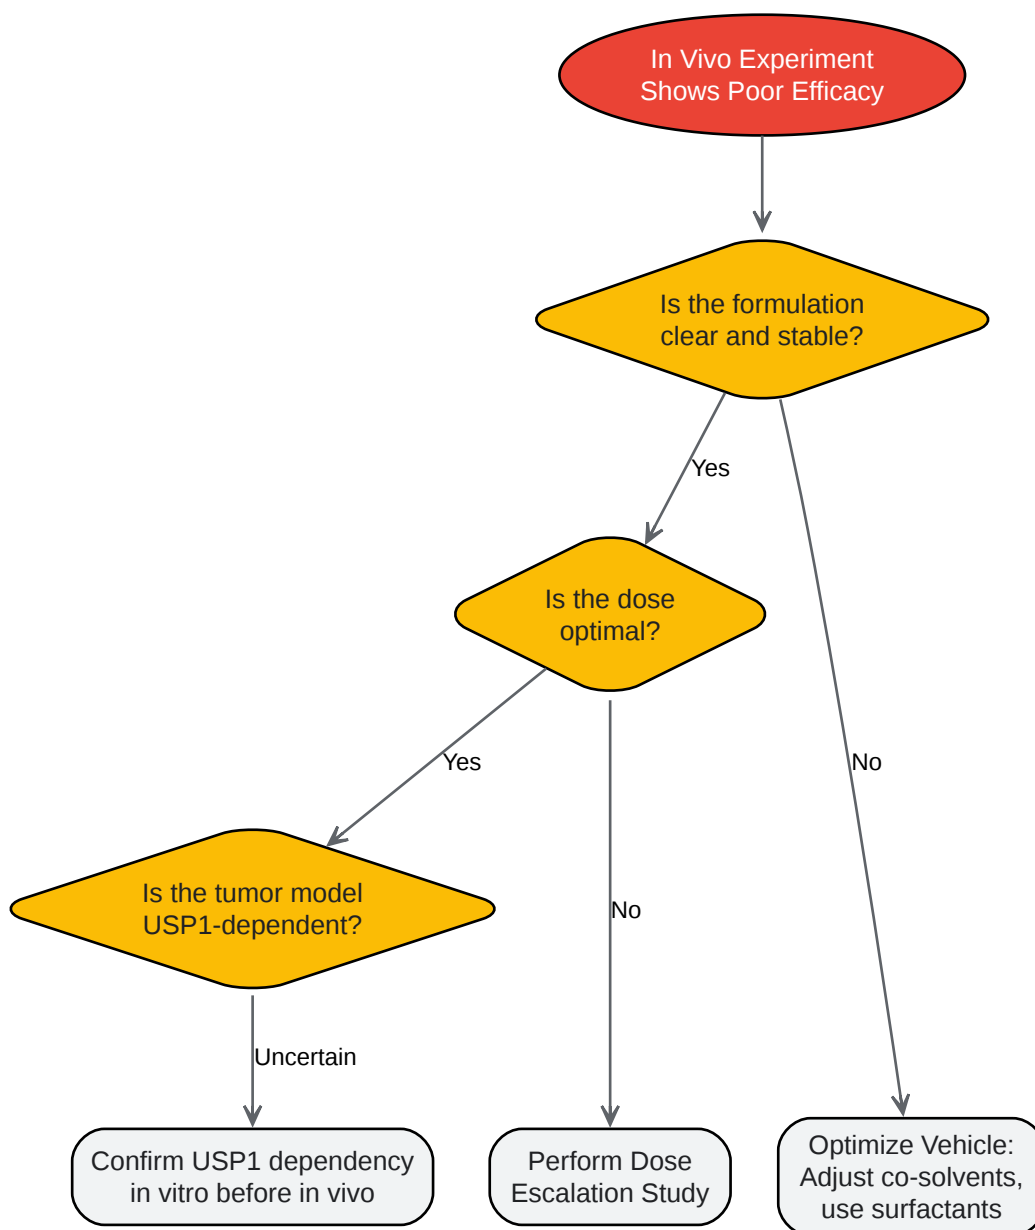 In Vivo Experiment
Shows Poor Efficacy
Is the formulation
clear and stable?
Yes
Is the dose
optimal?
Yes
No
Is the tumor model
USP1-dependent?
No
Uncertain
Confirm USP1 dependency
in vitro before in vivo
Perform Dose
Escalation Study
Optimize Vehicle:
Adjust co-solvents,
use surfactants